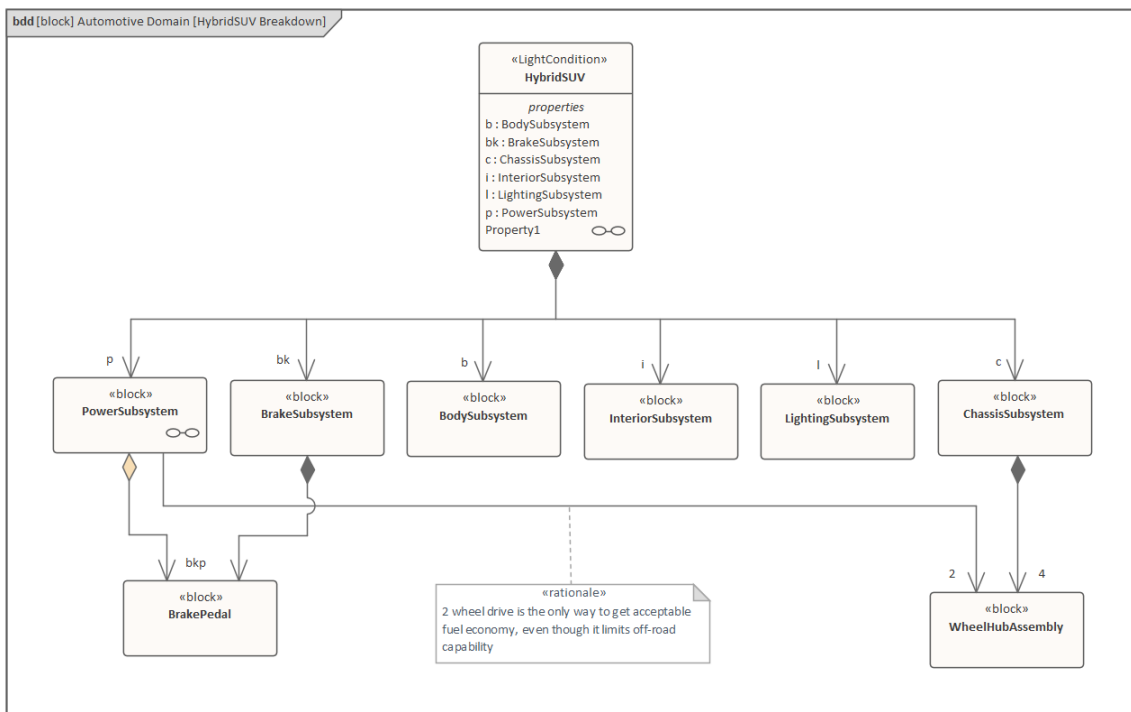 bdd [block] Automotive Domain [HybridSUV Breakdown]
«LightCondition»
HybridSUV
properties
b : BodySubsystem
bk : BrakeSubsystem
c : ChassisSubsystem
i : InteriorSubsystem
l : LightingSubsystem
p : PowerSubsystem
Property1
p
bk
b
i
l
c
«block»
PowerSubsystem
«block»
BrakeSubsystem
«block»
BodySubsystem
«block»
InteriorSubsystem
«block»
LightingSubsystem
«block»
ChassisSubsystem
bkp
2
4
«block»
BrakePedal
«rationale»
2 wheel drive is the only way to get acceptable
fuel economy, even though it limits off-road
capability
«block»
WheelHubAssembly